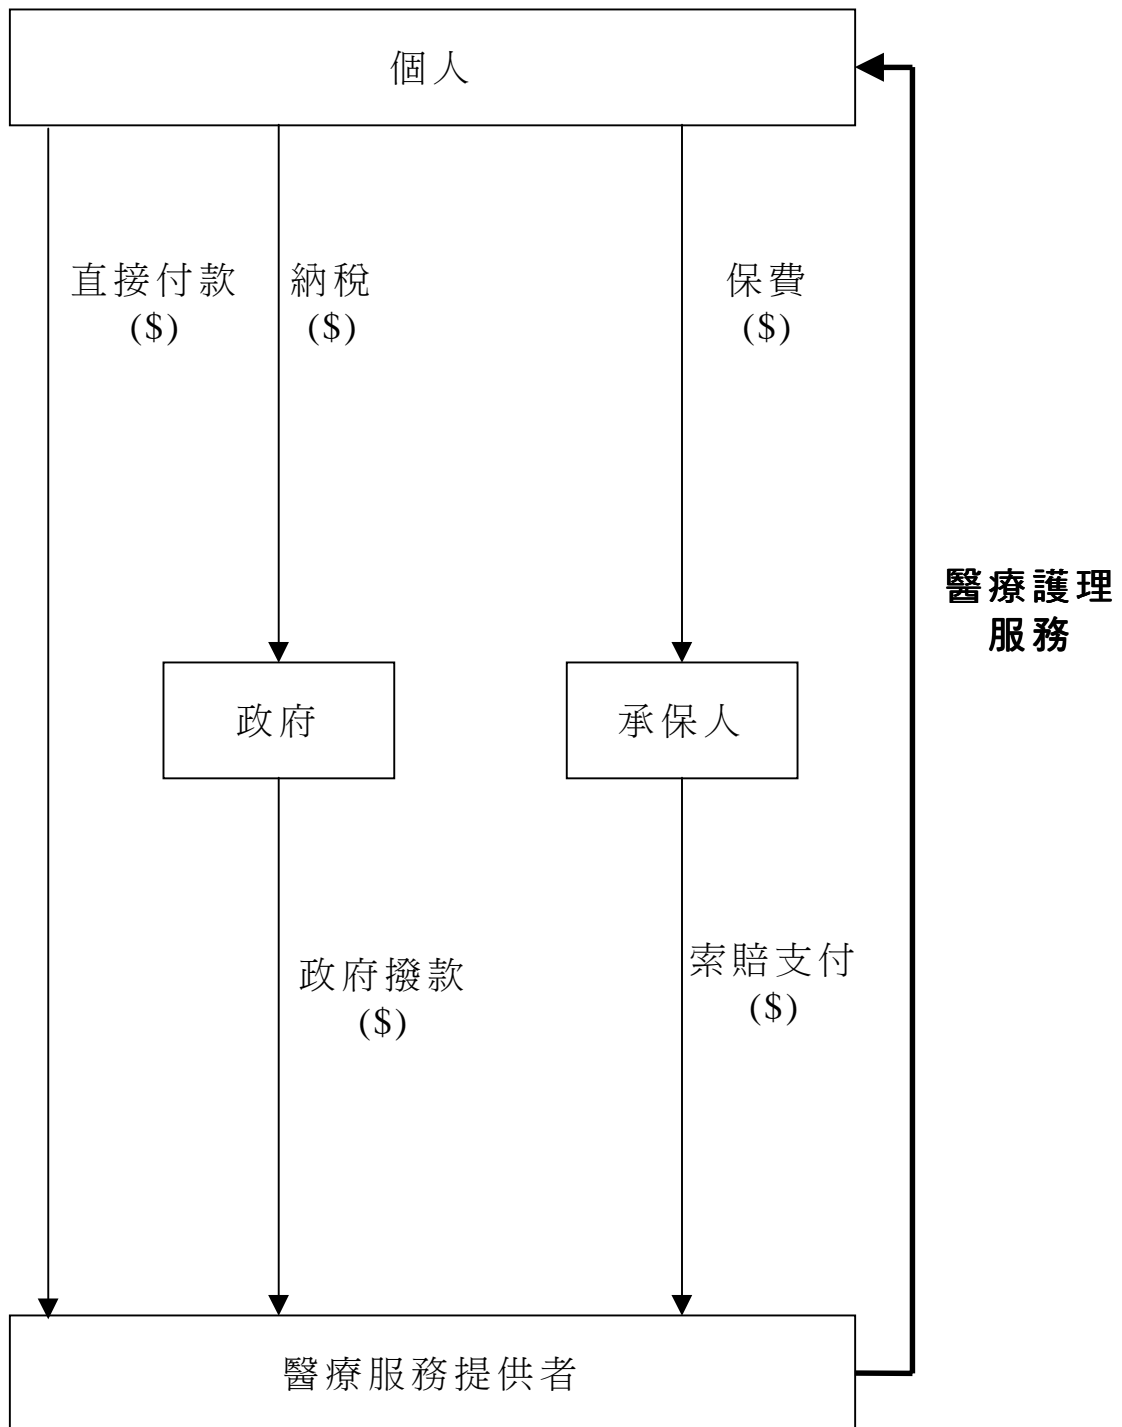 個人
直接付款
($)
納稅
($)
保費
($)
醫療護理
服務
政府
承保人
政府撥款
($)
索賠支付
($)
醫療服務提供者